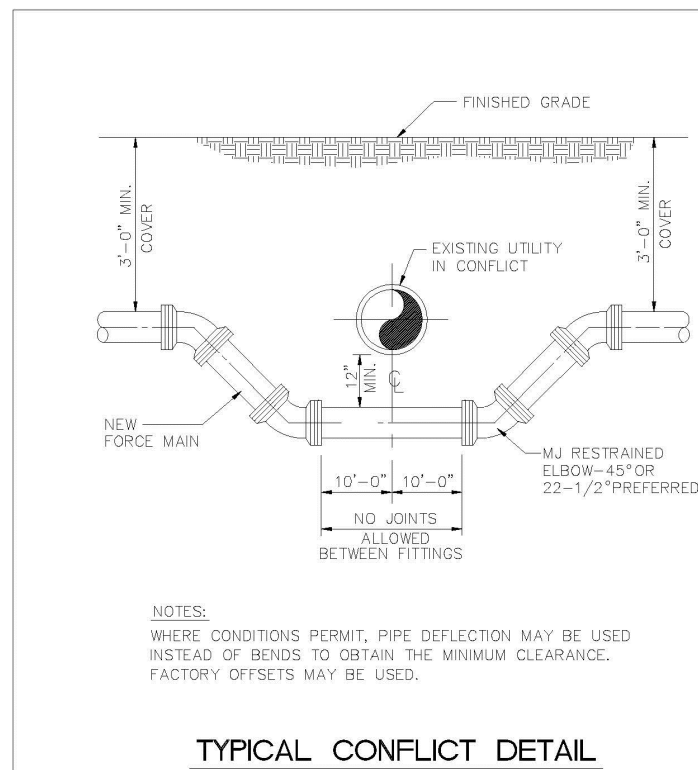 FINISHED GRADE
3'-0" MIN.
COVER
3'-0" MIN.
COVER
EXISTING UTILITY
IN CONFLICT
12"
MIN.
℄
NEW
FORCE MAIN
MJ RESTRAINED
ELBOW-45°OR
22-1/2°PREFERRED
10'-0" 10'-0"
NO JOINTS
ALLOWED
BETWEEN FITTINGS
NOTES:
WHERE CONDITIONS PERMIT, PIPE DEFLECTION MAY BE USED
INSTEAD OF BENDS TO OBTAIN THE MINIMUM CLEARANCE.
FACTORY OFFSETS MAY BE USED.
TYPICAL CONFLICT DETAIL